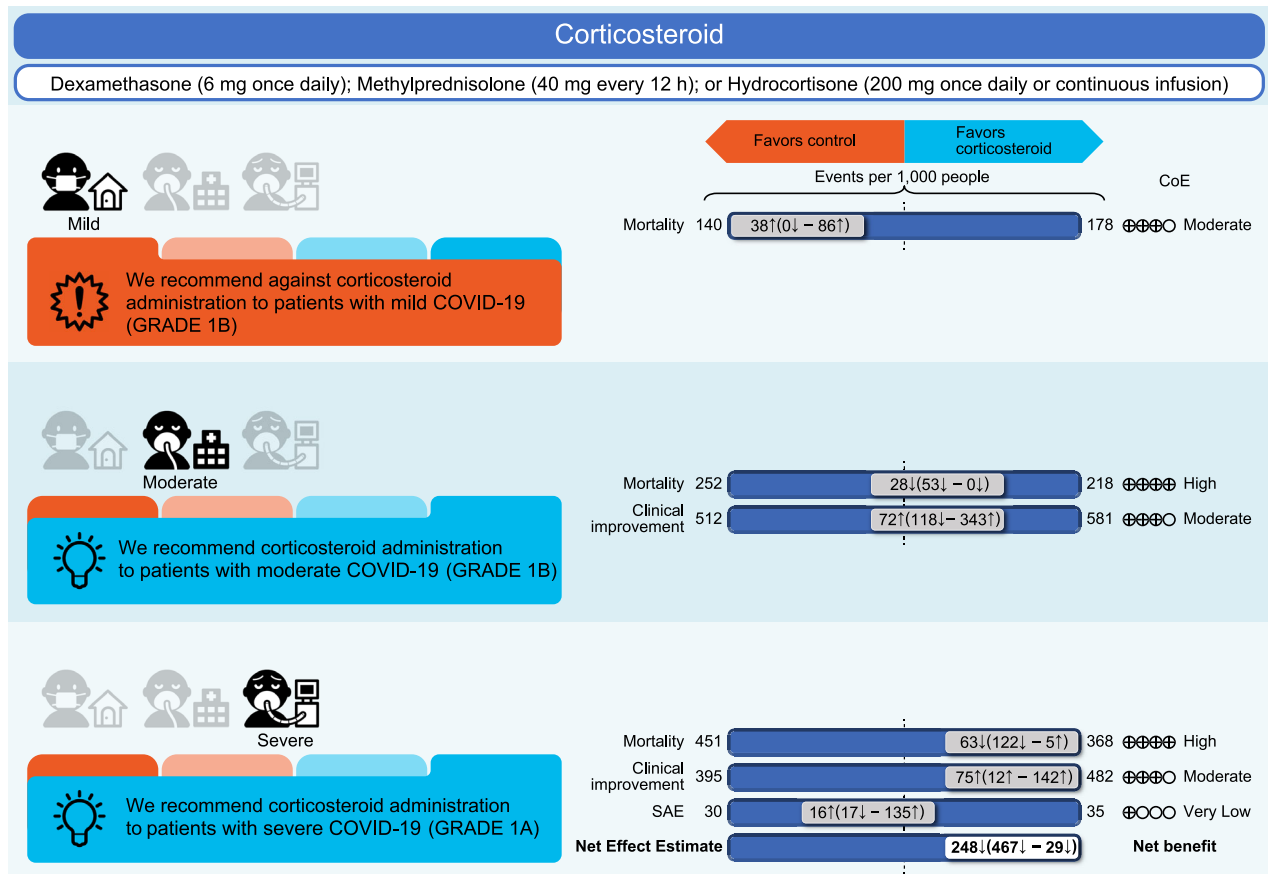 Corticosteroid
Dexamethasone (6 mg once daily); Methylprednisolone (40 mg every 12 h); or Hydrocortisone (200 mg once daily or continuous infusion)
Favors control
Favors
corticosteroid
Events per 1,000 people
CoE
Mild
Mortality 140 38↑(0↓ – 86↑) 178 ⊕⊕⊕○ Moderate
We recommend against corticosteroid
administration to patients with mild COVID-19
(GRADE 1B)
Moderate
Mortality 252 28↓(53↓ – 0↓) 218 ⊕⊕⊕⊕ High
Clinical
improvement 512 72↑(118↓– 343↑) 581 ⊕⊕⊕○ Moderate
We recommend corticosteroid administration
to patients with moderate COVID-19 (GRADE 1B)
Severe
Mortality 451 63↓(122↓ – 5↑) 368 ⊕⊕⊕⊕ High
Clinical
improvement 395 75↑(12↑ – 142↑) 482 ⊕⊕⊕○ Moderate
SAE 30 16↑(17↓ – 135↑) 35 ⊕○○○ Very Low
Net Effect Estimate 248↓(467↓ – 29↓) Net benefit
We recommend corticosteroid administration
to patients with severe COVID-19 (GRADE 1A)